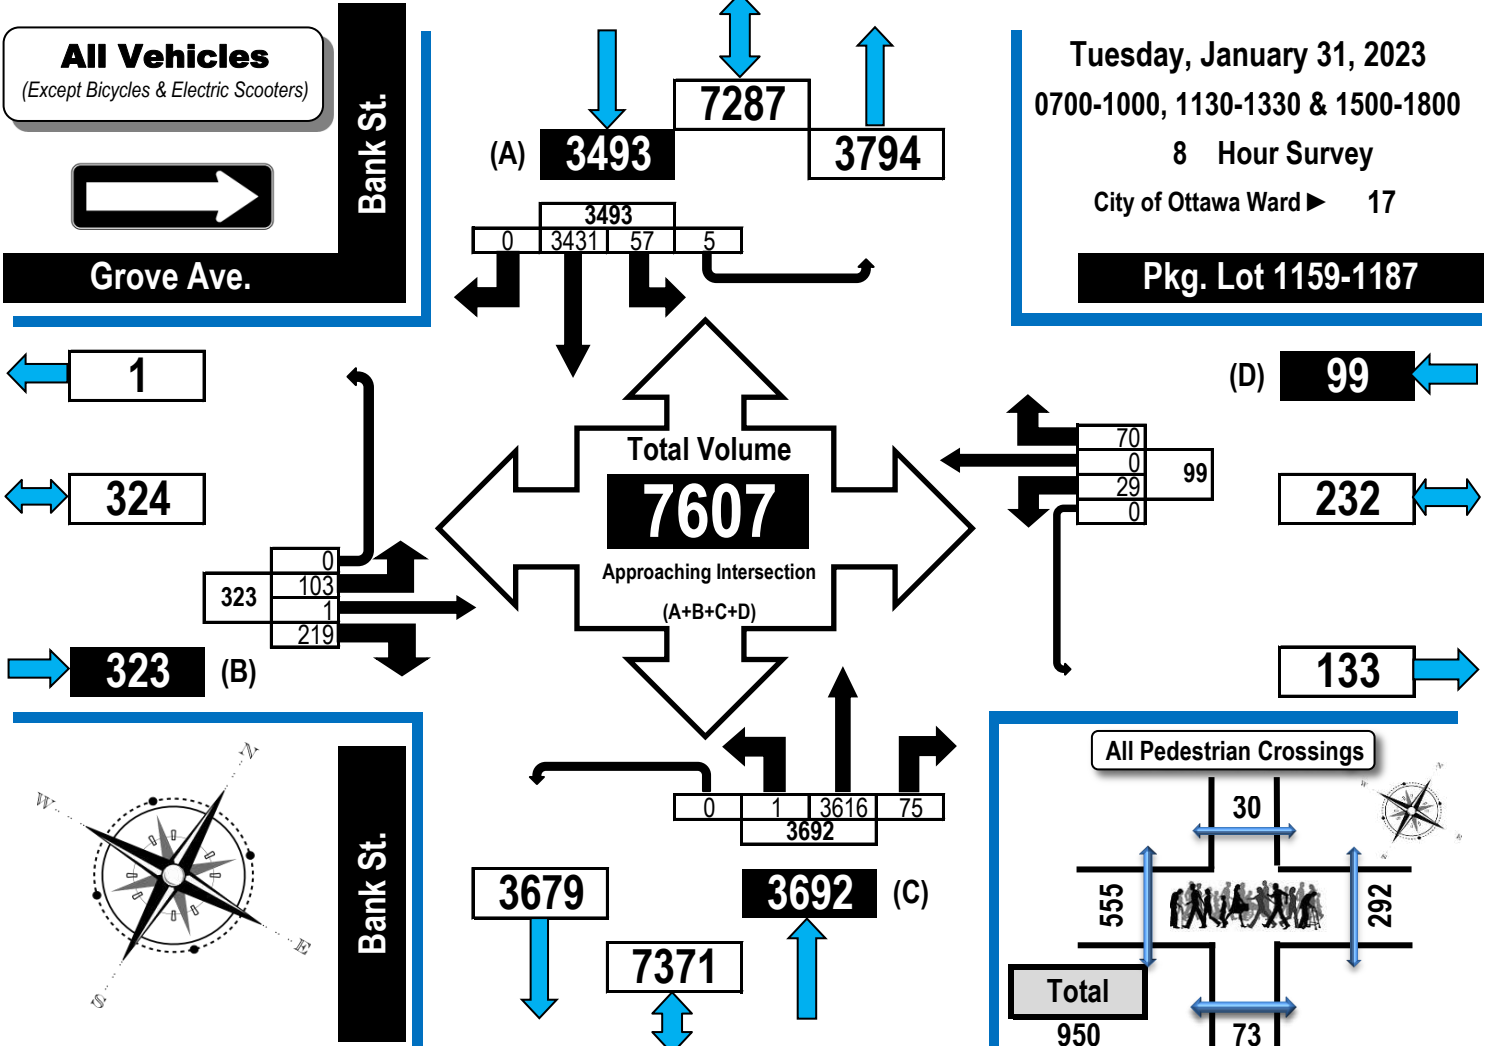 All Vehicles
(Except Bicycles & Electric Scooters)
Bank St.
Grove Ave.
7287
(A) 3493
3794
3493
0 3431 57 5
Tuesday, January 31, 2023
0700-1000, 1130-1330 & 1500-1800
8 Hour Survey
City of Ottawa Ward ► 17
Pkg. Lot 1159-1187
1
324
0
103
323
1
219
323 (B)
Total Volume
7607
Approaching Intersection
(A+B+C+D)
(D) 99
70
0
99
29
0
232
133
N
W
E
S
Bank St.
0 1 3616 75
3692
3679
3692 (C)
7371
All Pedestrian Crossings
30
N
W
E
S
555
292
Total
950
73